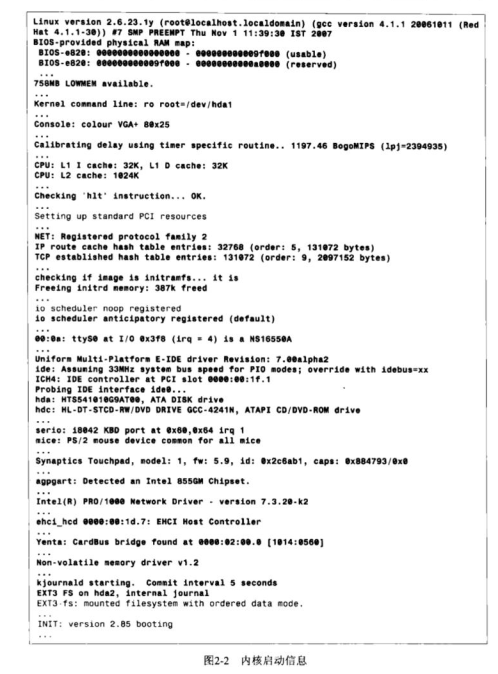 Linux version 2.6.23.1y (root@localhost.localdomain) (gcc version 4.1.1 20061011 (Red
Hat 4.1.1-30)) #7 SMP PREEMPT Thu Nov 1 11:39:30 IST 2007
BIOS-provided physical RAM map:
BIOS-e820: 0000000000000000 - 000000000009f000 (usable)
BIOS-e820: 000000000009f000 - 00000000000a0000 (reserved)
...
758MB LOWMEM available.
...
Kernel command line: ro root=/dev/hda1
...
Console: colour VGA+ 80x25
...
Calibrating delay using timer specific routine.. 1197.46 BogoMIPS (lpj=2394935)
...
CPU: L1 I cache: 32K, L1 D cache: 32K
CPU: L2 cache: 1024K
...
Checking 'hlt' instruction... OK.
...
Setting up standard PCI resources
...
NET: Registered protocol family 2
IP route cache hash table entries: 32768 (order: 5, 131072 bytes)
TCP established hash table entries: 131072 (order: 9, 2097152 bytes)
...
checking if image is initramfs... it is
Freeing initrd memory: 387k freed
...
io scheduler noop registered
io scheduler anticipatory registered (default)
...
00:0a: ttyS0 at I/O 0x3f8 (irq = 4) is a NS16550A
...
Uniform Multi-Platform E-IDE driver Revision: 7.00alpha2
ide: Assuming 33MHz system bus speed for PIO modes; override with idebus=xx
ICH4: IDE controller at PCI slot 0000:00:1f.1
Probing IDE interface ide0...
hda: HTS541010G9AT00, ATA DISK drive
hdc: HL-DT-STCD-RW/DVD DRIVE GCC-4241N, ATAPI CD/DVD-ROM drive
...
serio: i8042 KBD port at 0x60,0x64 irq 1
mice: PS/2 mouse device common for all mice
...
Synaptics Touchpad, model: 1, fw: 5.9, id: 0x2c6ab1, caps: 0x884793/0x0
...
agpgart: Detected an Intel 855GM Chipset.
...
Intel(R) PRO/1000 Network Driver - version 7.3.20-k2
...
ehci_hcd 0000:00:1d.7: EHCI Host Controller
...
Yenta: CardBus bridge found at 0000:02:00.0 [1014:0560]
...
Non-volatile memory driver v1.2
...
kjournald starting.  Commit interval 5 seconds
EXT3 FS on hda2, internal journal
EXT3-fs: mounted filesystem with ordered data mode.
...
INIT: version 2.85 booting
...
图2-2 内核启动信息